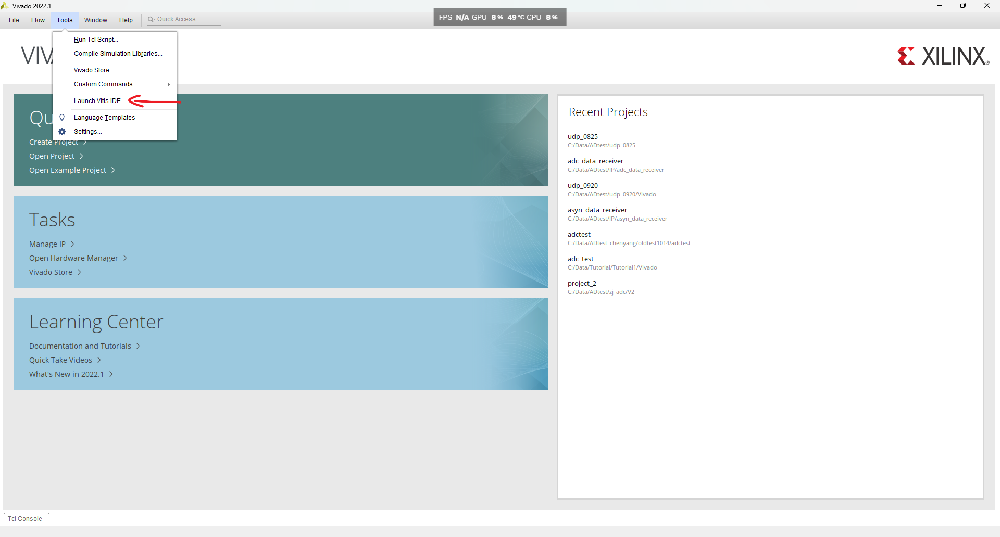 Vivado 2022.1
File Flow Tools Window Help Quick Access
FPS N/A GPU 8 % 49 °C CPU 8 %
Run Tcl Script...
Compile Simulation Libraries...
Vivado Store...
Custom Commands
Launch Vitis IDE
Language Templates
Settings...
VIV
XILINX®
Qu
Create Project
Open Project
Open Example Project
Tasks
Manage IP
Open Hardware Manager
Vivado Store
Learning Center
Documentation and Tutorials
Quick Take Videos
What's New in 2022.1
Recent Projects
udp_0825
C:/Data/ADtest/udp_0825
adc_data_receiver
C:/Data/ADtest/IP/adc_data_receiver
udp_0920
C:/Data/ADtest/udp_0920/Vivado
asyn_data_receiver
C:/Data/ADtest/IP/asyn_data_receiver
adctest
C:/Data/ADtest_chenyang/oldtest1014/adctest
adc_test
C:/Data/Tutorial/Tutorial1/Vivado
project_2
C:/Data/ADtest/zj_adc/V2
Tcl Console